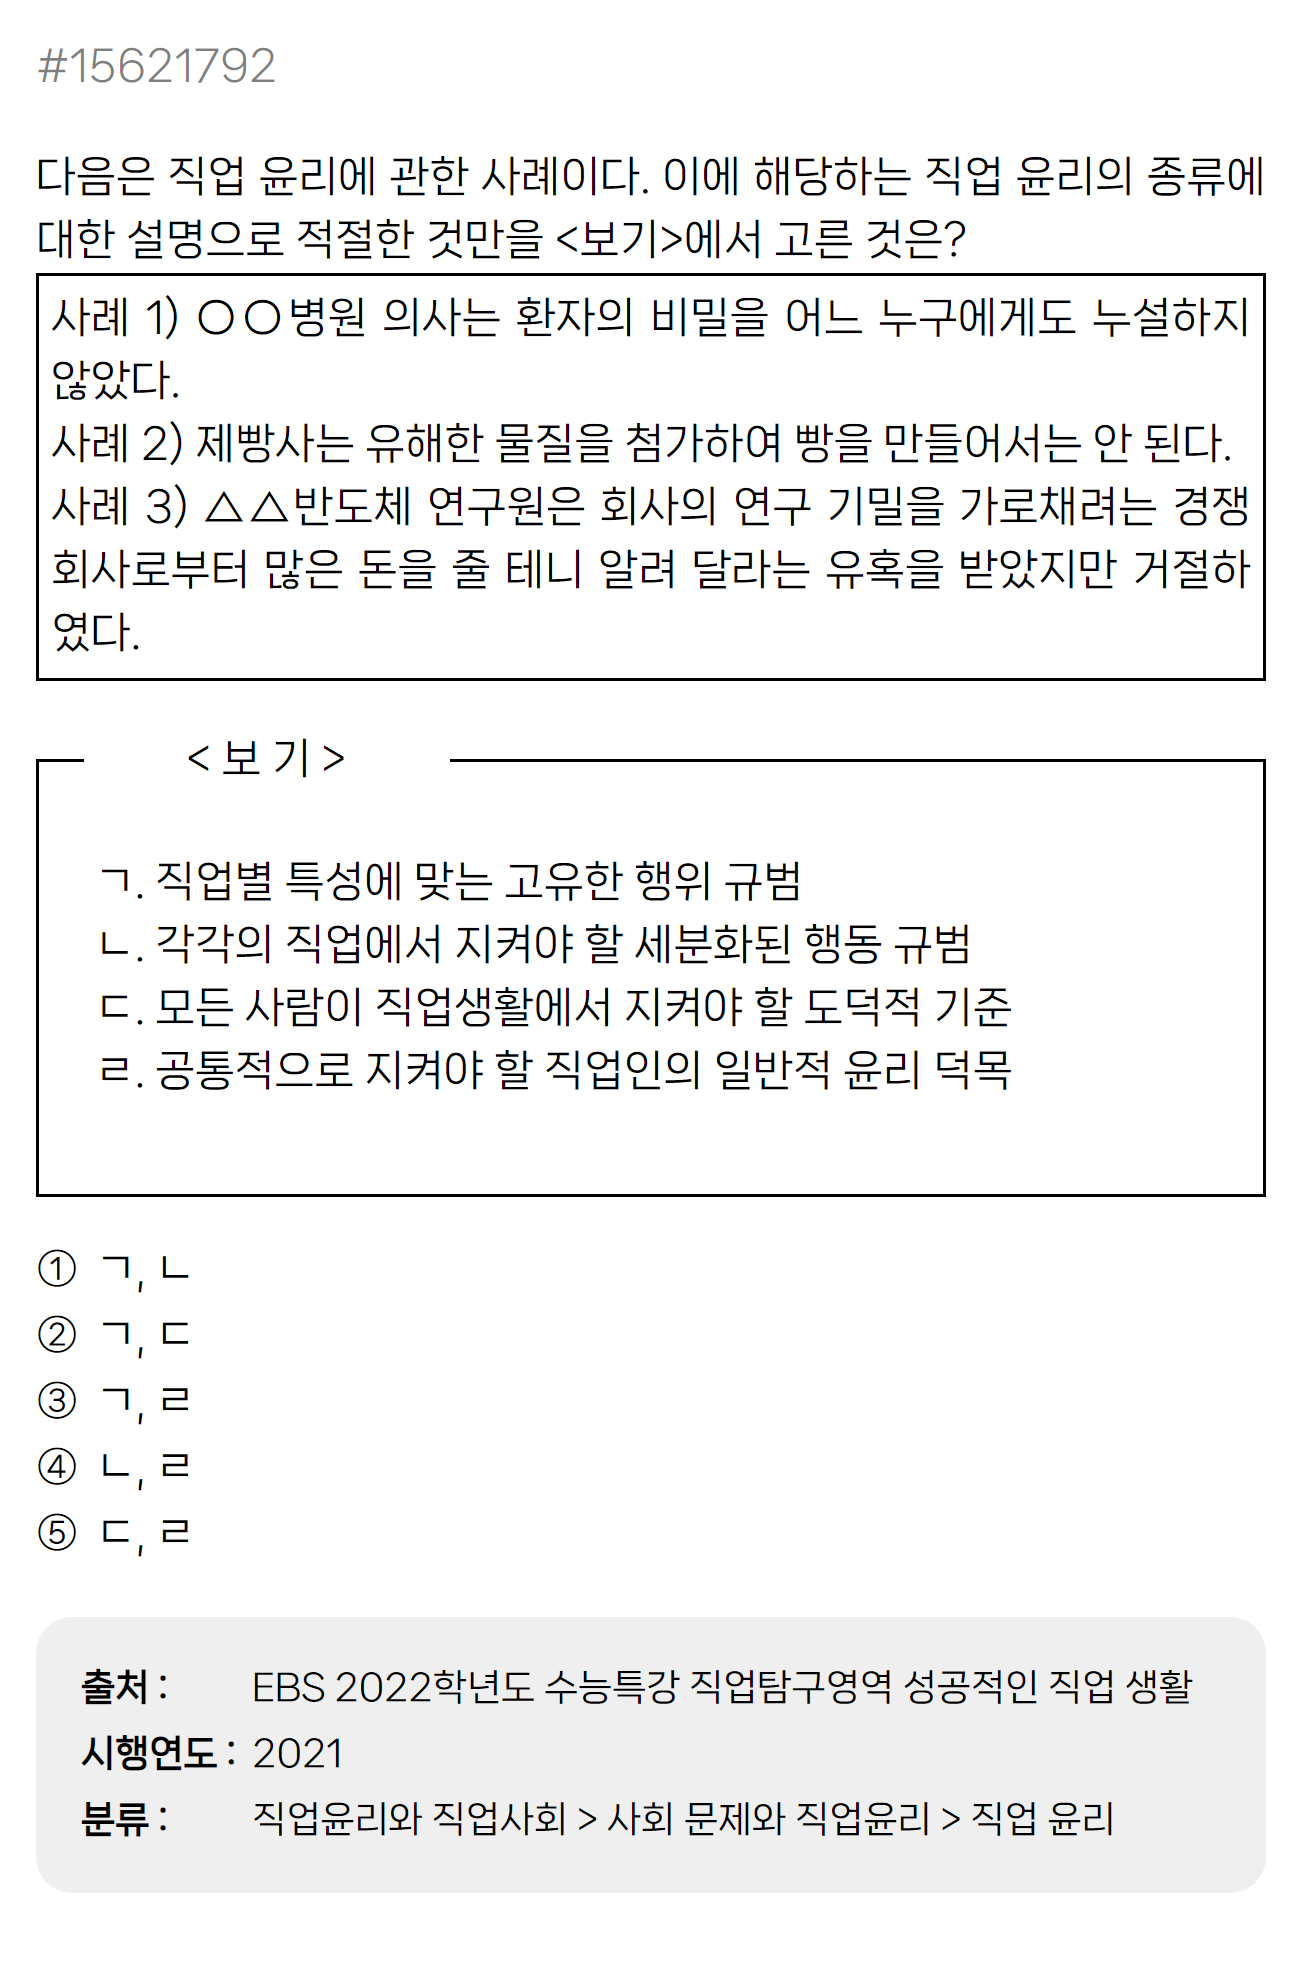 #15621792
다음은 직업 윤리에 관한 사례이다. 이에 해당하는 직업 윤리의 종류에
대한 설명으로 적절한 것만을 <보기>에서 고른 것은?
사례 1) ○○병원 의사는 환자의 비밀을 어느 누구에게도 누설하지
않았다.
사례 2) 제빵사는 유해한 물질을 첨가하여 빵을 만들어서는 안 된다.
사례 3) △△반도체 연구원은 회사의 연구 기밀을 가로채려는 경쟁
회사로부터 많은 돈을 줄 테니 알려 달라는 유혹을 받았지만 거절하
였다.
< 보 기 >
ㄱ. 직업별 특성에 맞는 고유한 행위 규범
ㄴ. 각각의 직업에서 지켜야 할 세분화된 행동 규범
ㄷ. 모든 사람이 직업생활에서 지켜야 할 도덕적 기준
ㄹ. 공통적으로 지켜야 할 직업인의 일반적 윤리 덕목
① ㄱ, ㄴ
② ㄱ, ㄷ
③ ㄱ, ㄹ
④ ㄴ, ㄹ
⑤ ㄷ, ㄹ
출처 : EBS 2022학년도 수능특강 직업탐구영역 성공적인 직업 생활
시행연도 : 2021
분류 : 직업윤리와 직업사회 > 사회 문제와 직업윤리 > 직업 윤리